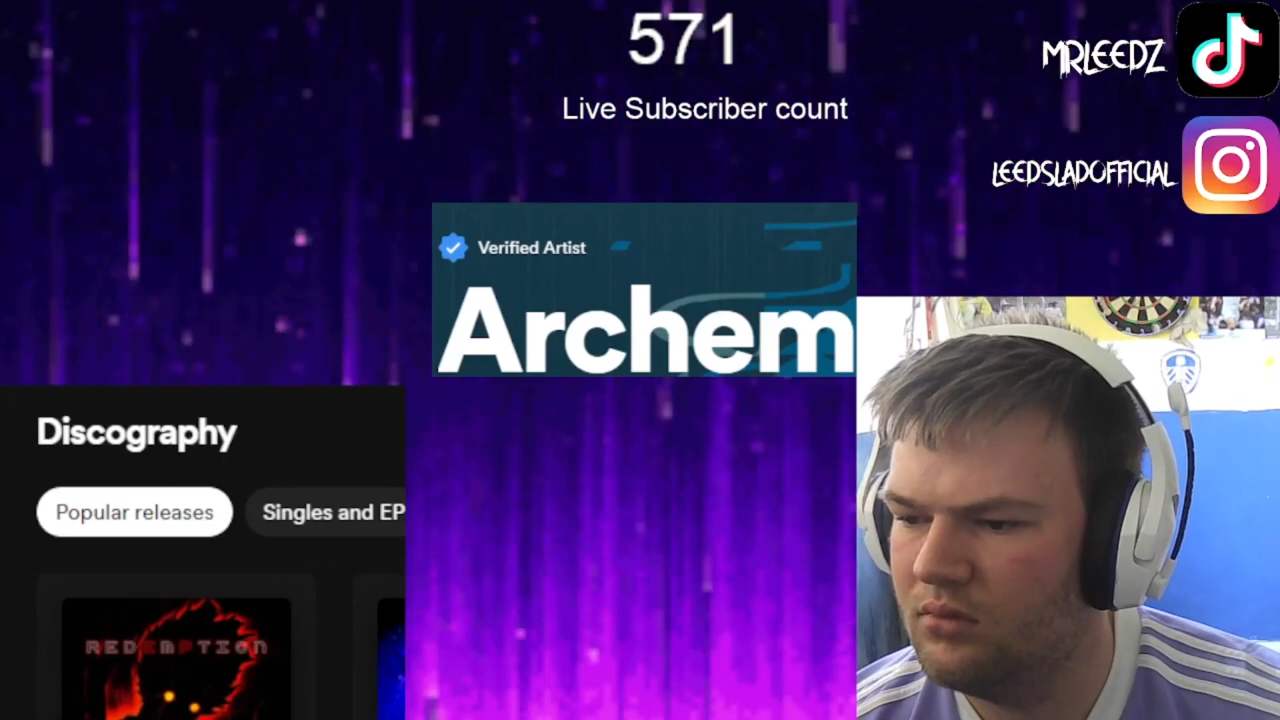 571
Live Subscriber count
MRLEEDZ
LEEDSLADOFFICIAL
Verified Artist
Archem
Discography
Popular releases
Singles and EP
REDEMPTION